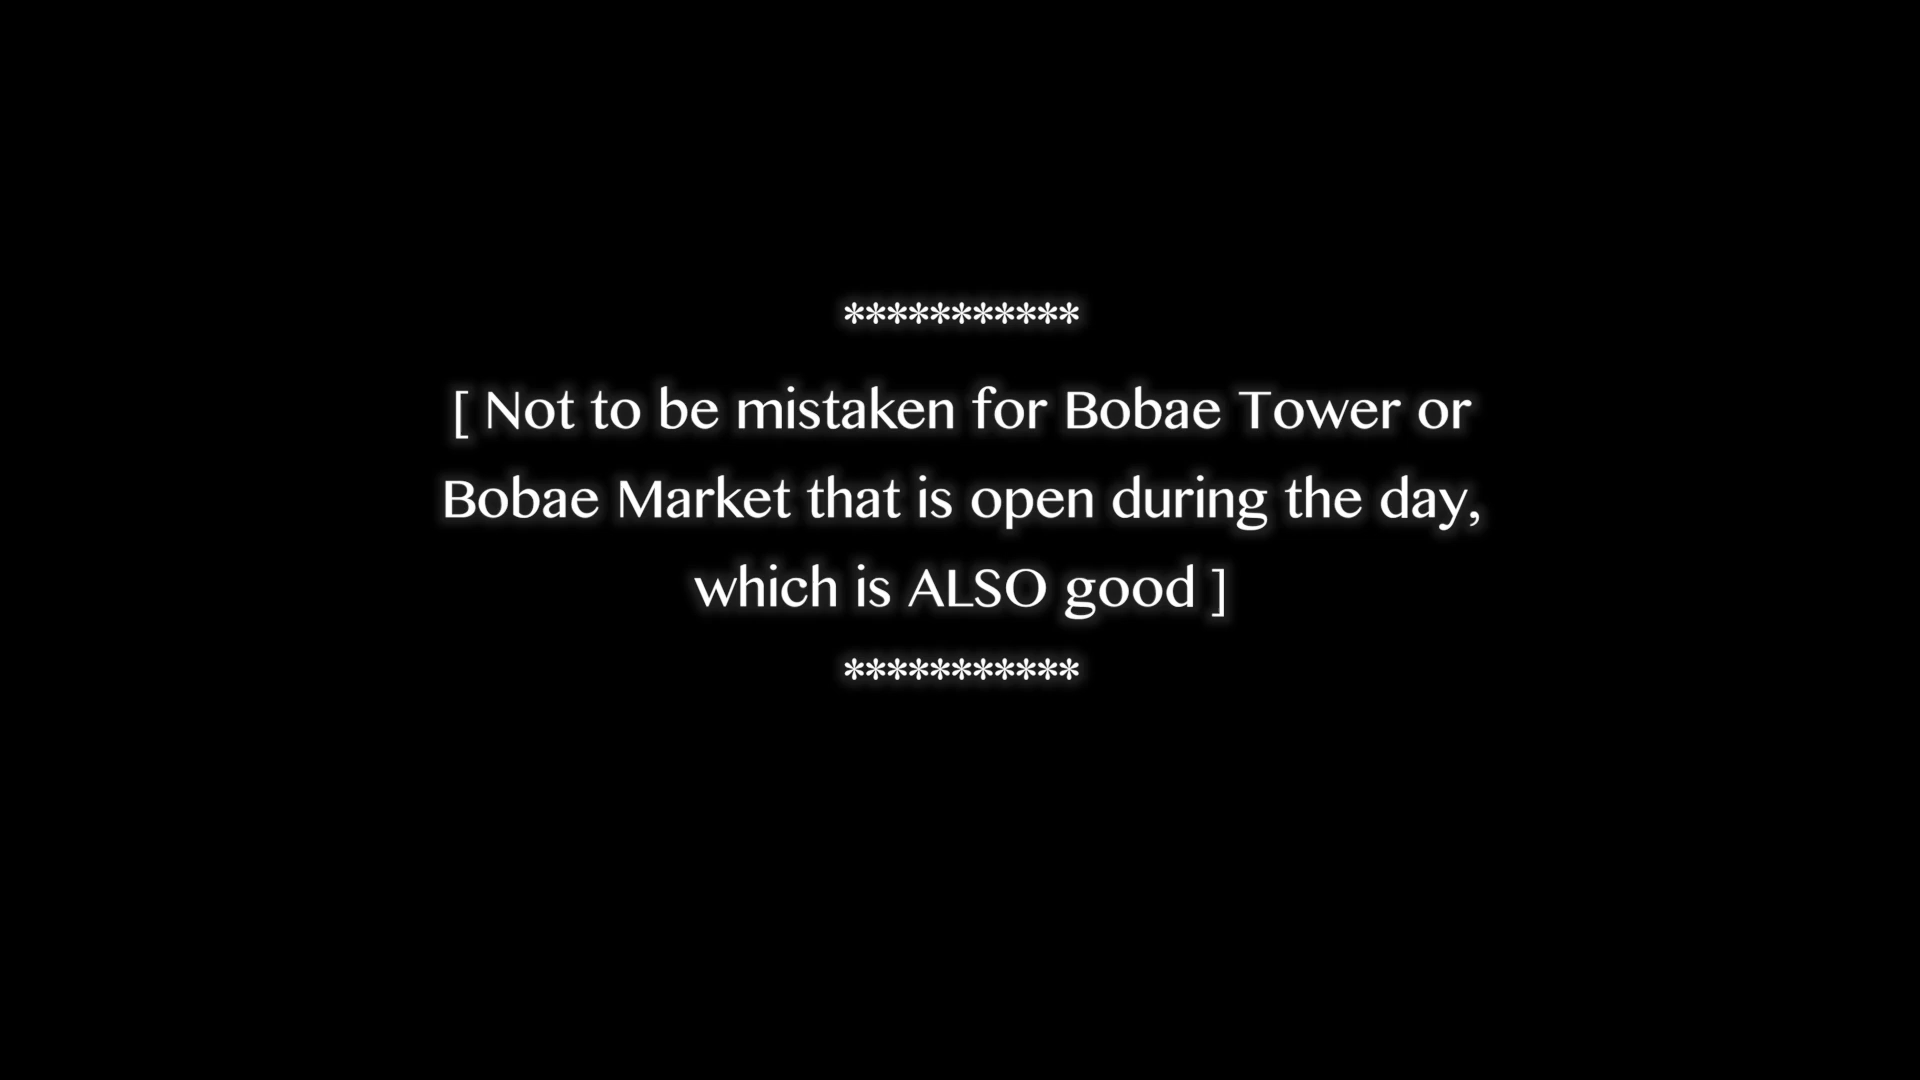 ***********
[ Not to be mistaken for Bobae Tower or
Bobae Market that is open during the day,
which is ALSO good ]
***********